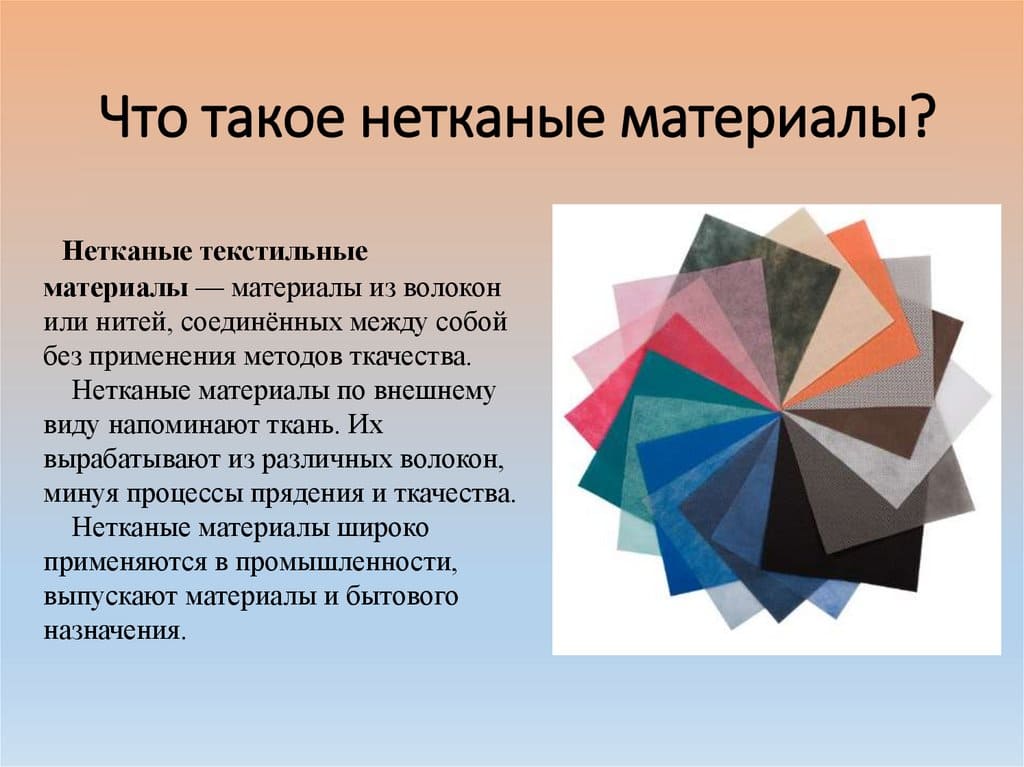 Что такое нетканые материалы?
Нетканые текстильные
материалы — материалы из волокон
или нитей, соединённых между собой
без применения методов ткачества.
Нетканые материалы по внешнему
виду напоминают ткань. Их
вырабатывают из различных волокон,
минуя процессы прядения и ткачества.
Нетканые материалы широко
применяются в промышленности,
выпускают материалы и бытового
назначения.